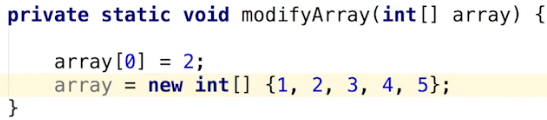 private static void modifyArray(int[] array) {
array[0] = 2;
array = new int[] {1, 2, 3, 4, 5};
}